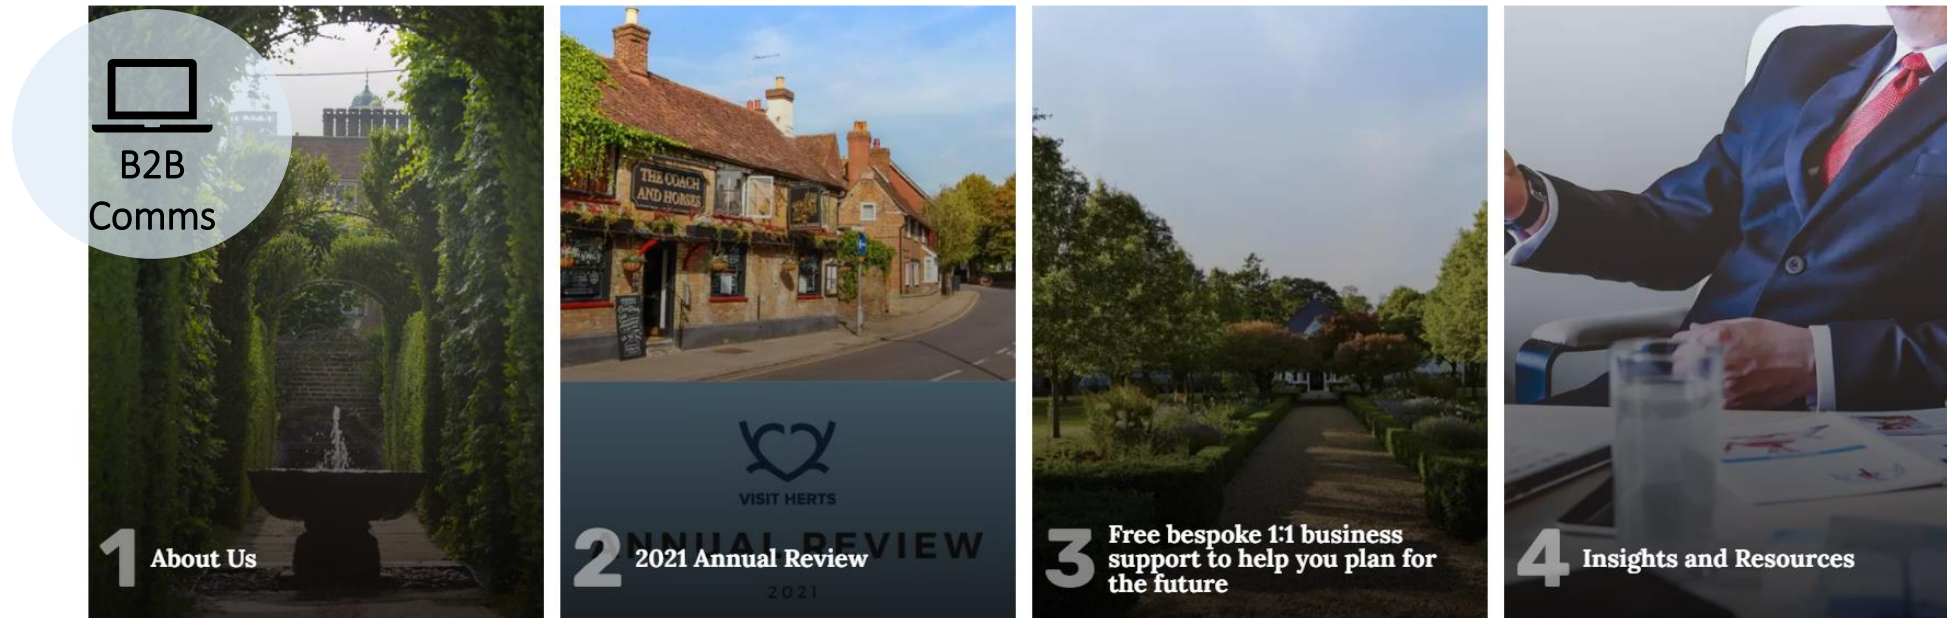 B2B
Comms
THE COACH
AND HORSES
VISIT HERTS
ANNUAL REVIEW
2021
1 About Us
2 2021 Annual Review
3 Free bespoke 1:1 business
support to help you plan for
the future
4 Insights and Resources